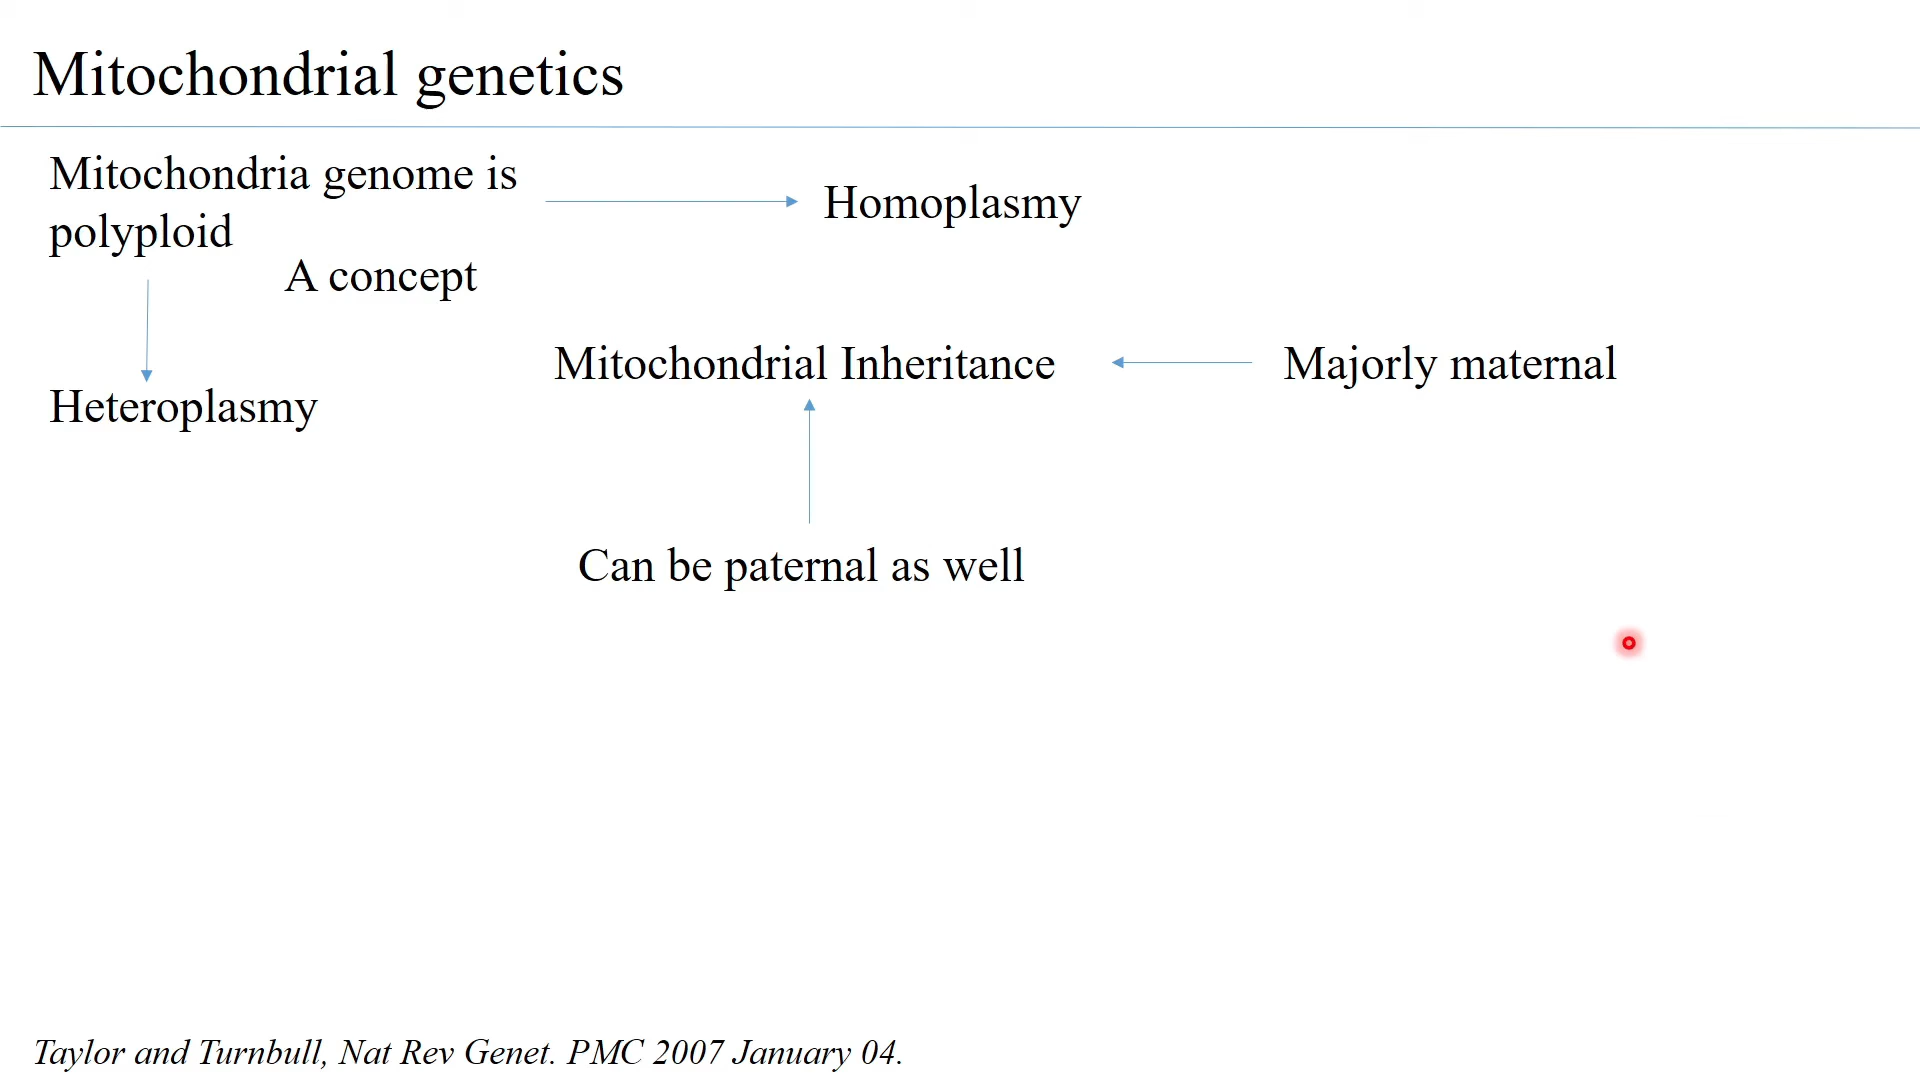 Mitochondrial genetics
Mitochondria genome is
polyploid
Homoplasmy
A concept
Heteroplasmy
Mitochondrial Inheritance
Majorly maternal
Can be paternal as well
Taylor and Turnbull, Nat Rev Genet. PMC 2007 January 04.